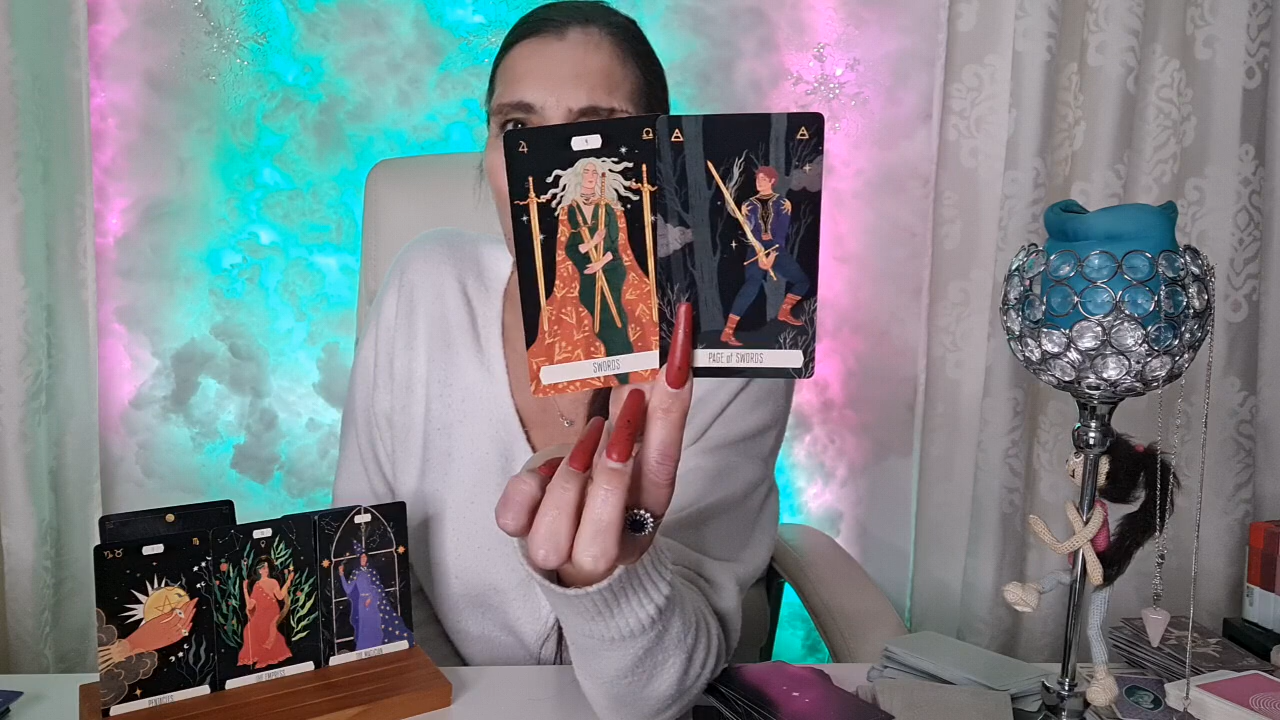 SWORDS
PAGE of SWORDS
PENTACLES
THE EMPRESS
THE MAGICIAN